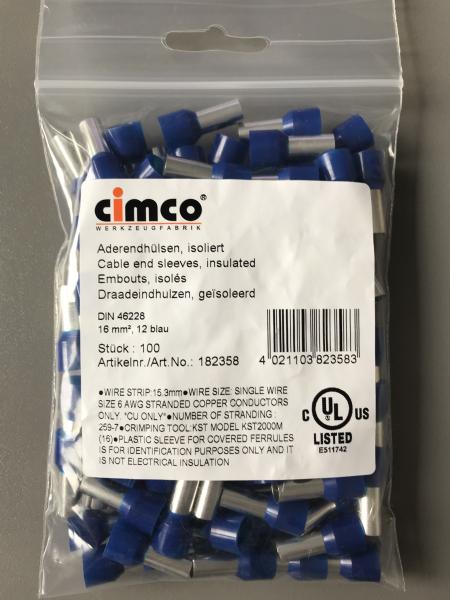 cimco®
WERKZEUGFABRIK
Aderendhülsen, isoliert
Cable end sleeves, insulated
Embouts, isolés
Draadeindhulzen, geïsoleerd
DIN 46228
16 mm², 12 blau
Stück : 100
Artikelnr./Art.No.: 182358
4 021103 823583
●WIRE STRIP:15.3mm●WIRE SIZE: SINGLE WIRE
SIZE 6 AWG STRANDED COPPER CONDUCTORS
ONLY. "CU ONLY"●NUMBER OF STRANDING :
259-7●CRIMPING TOOL:KST MODEL KST2000M
(16)●PLASTIC SLEEVE FOR COVERED FERRULES
IS FOR IDENTIFICATION PURPOSES ONLY AND IT
IS NOT ELECTRICAL INSULATION
C UL US
®
LISTED
E511742